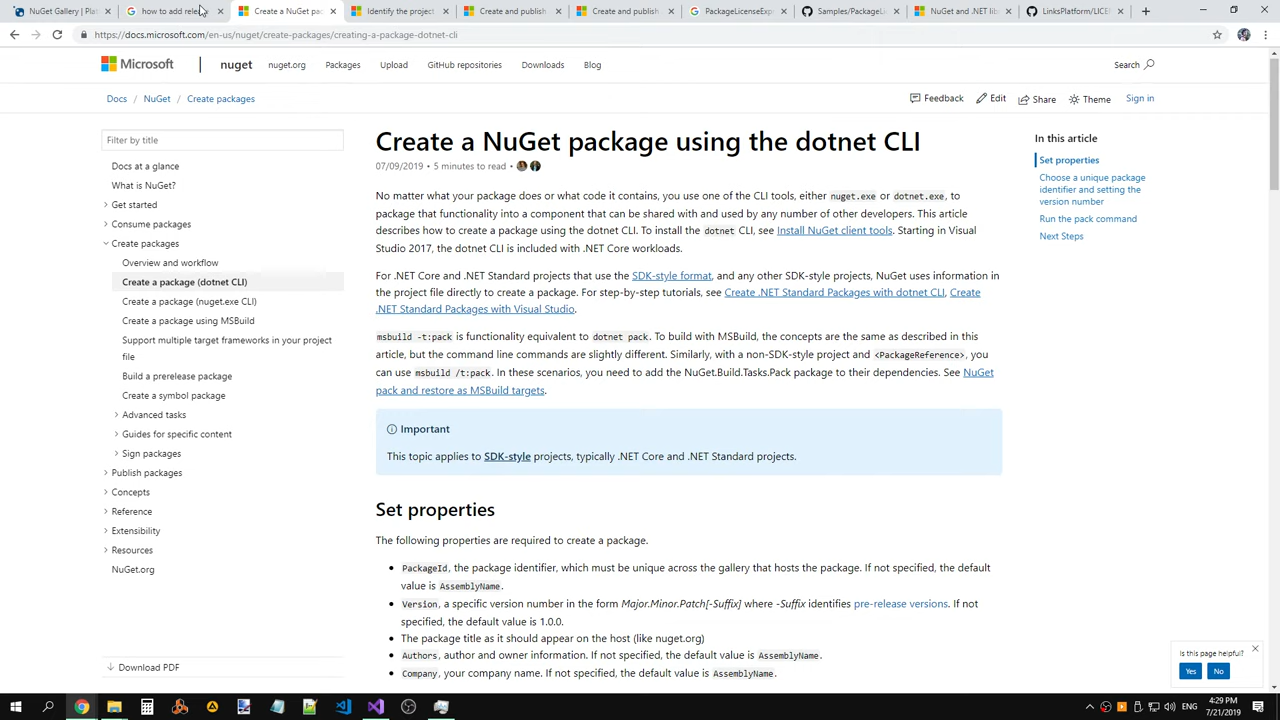 NuGet Gallery | Plat
how to add rele
Create a NuGet pac
Identify the project
Create and publish
Create and publish
PackageLicenseExp
Samples/PackageLic
NuGet and .NET lib
LinksPlatform/LICEN
https://docs.microsoft.com/en-us/nuget/create-packages/creating-a-package-dotnet-cli
Microsoft
nuget
nuget.org
Packages
Upload
GitHub repositories
Downloads
Blog
Search
Docs / NuGet / Create packages
Feedback
Edit
Share
Theme
Sign in
Filter by title
Docs at a glance
What is NuGet?
Get started
Consume packages
Create packages
Overview and workflow
Create a package (dotnet CLI)
Create a package (nuget.exe CLI)
Create a package using MSBuild
Support multiple target frameworks in your project
file
Build a prerelease package
Create a symbol package
Advanced tasks
Guides for specific content
Sign packages
Publish packages
Concepts
Reference
Extensibility
Resources
NuGet.org
Download PDF
Create a NuGet package using the dotnet CLI
07/09/2019 • 5 minutes to read •
No matter what your package does or what code it contains, you use one of the CLI tools, either nuget.exe or dotnet.exe, to
package that functionality into a component that can be shared with and used by any number of other developers. This article
describes how to create a package using the dotnet CLI. To install the dotnet CLI, see Install NuGet client tools. Starting in Visual
Studio 2017, the dotnet CLI is included with .NET Core workloads.
For .NET Core and .NET Standard projects that use the SDK-style format, and any other SDK-style projects, NuGet uses information in
the project file directly to create a package. For step-by-step tutorials, see Create .NET Standard Packages with dotnet CLI, Create
.NET Standard Packages with Visual Studio.
msbuild -t:pack is functionality equivalent to dotnet pack. To build with MSBuild, the concepts are the same as described in this
article, but the command line commands are slightly different. Similarly, with a non-SDK-style project and <PackageReference>, you
can use msbuild /t:pack. In these scenarios, you need to add the NuGet.Build.Tasks.Pack package to their dependencies. See NuGet
pack and restore as MSBuild targets.
Important
This topic applies to SDK-style projects, typically .NET Core and .NET Standard projects.
Set properties
The following properties are required to create a package.
• PackageId, the package identifier, which must be unique across the gallery that hosts the package. If not specified, the default
value is AssemblyName.
• Version, a specific version number in the form Major.Minor.Patch[-Suffix] where -Suffix identifies pre-release versions. If not
specified, the default value is 1.0.0.
• The package title as it should appear on the host (like nuget.org)
• Authors, author and owner information. If not specified, the default value is AssemblyName.
• Company, your company name. If not specified, the default value is AssemblyName.
In this article
Set properties
Choose a unique package
identifier and setting the
version number
Run the pack command
Next Steps
Is this page helpful?
Yes
No
4:29 PM
7/21/2019